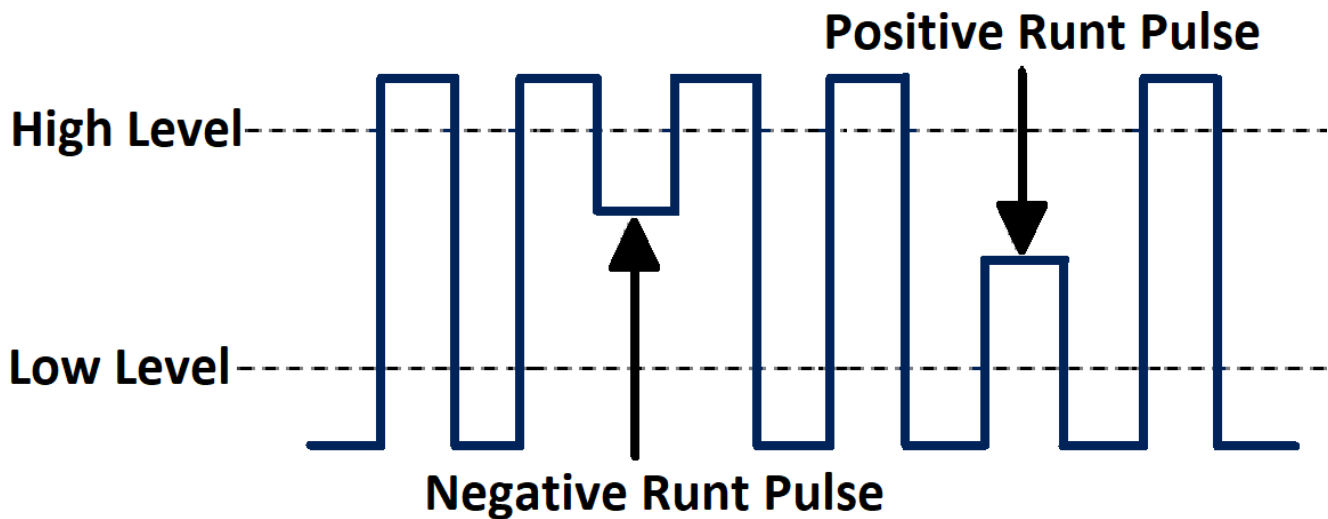 Positive Runt Pulse
High Level
Low Level
Negative Runt Pulse